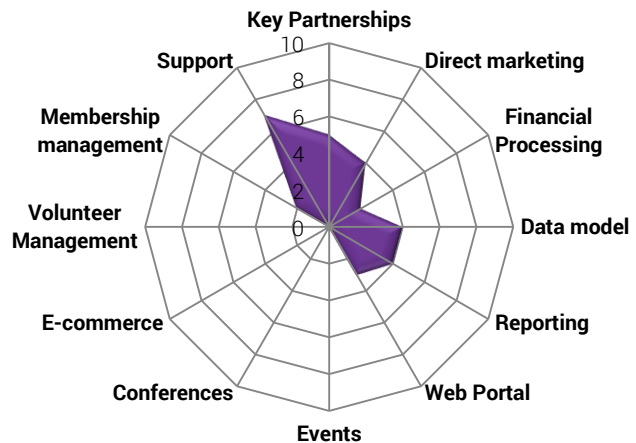 Key Partnerships
10
Support
Direct marketing
8
Membership
management
Financial
Processing
6
4
2
Volunteer
Management
0
Data model
E-commerce
Reporting
Conferences
Web Portal
Events